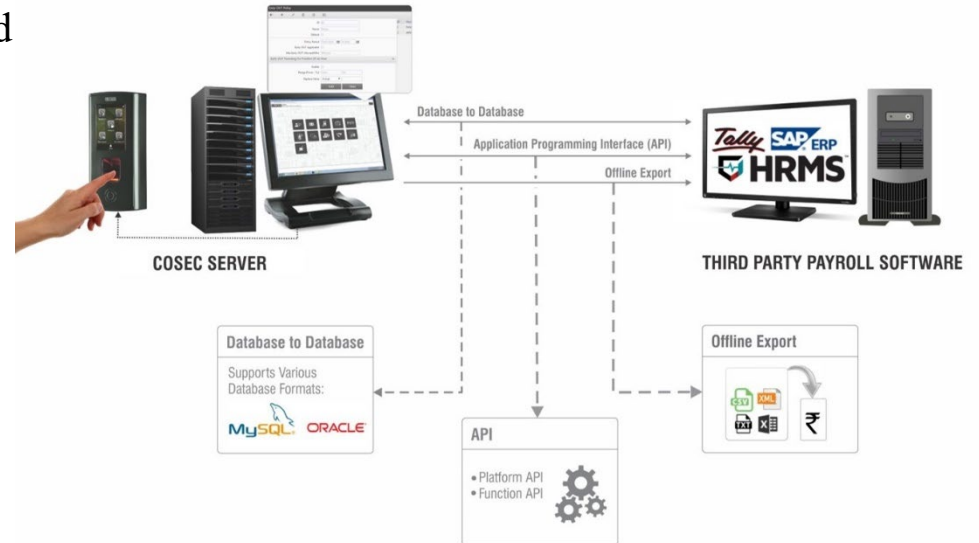 d
Database to Database
Application Programming Interface (API)
Offline Export
Tally SAP ERP
HRMS
COSEC SERVER
THIRD PARTY PAYROLL SOFTWARE
Database to Database
Supports Various
Database Formats:
MySQL ORACLE
API
• Platform API
• Function API
Offline Export
CSV XML
TXT X
₹